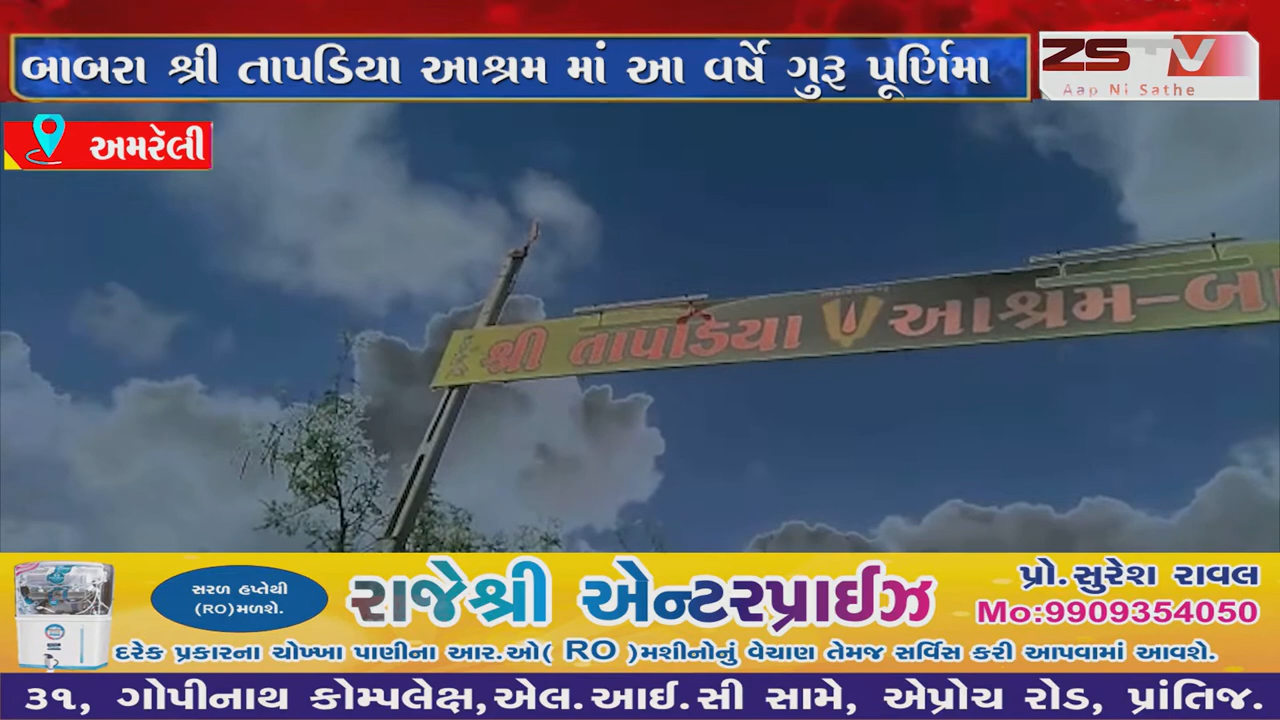 બાબરા શ્રી તાપડિયા આશ્રમ માં આ વર્ષે ગુરૂ પૂર્ણિમા
ZS TV
Aap Ni Sathe
અમરેલી
શ્રી તાપડિયા આશ્રમ-બા
સરળ હપ્તેથી
(RO)મળશે.
રાજેશ્રી એન્ટરપ્રાઈઝ
પ્રો.સુરેશ રાવલ
Mo:9909354050
દરેક પ્રકારના ચોખ્ખા પાણીના આર.ઓ( RO )મશીનોનું વેચાણ તેમજ સર્વિસ કરી આપવામાં આવશે.
૩૧, ગોપીનાથ કોમ્પલેક્ષ,એલ.આઈ.સી સામે, એપ્રોચ રોડ, પ્રાંતિજ.